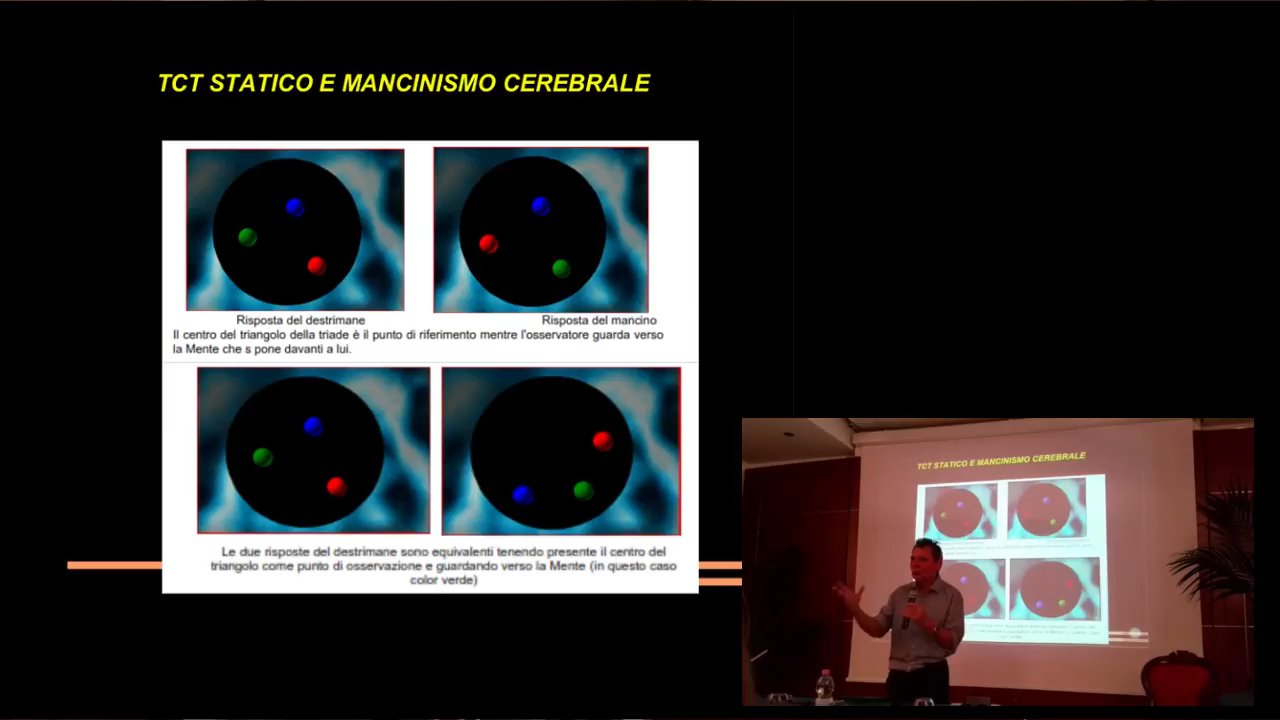 TCT STATICO E MANCINISMO CEREBRALE
Risposta del destrimane
Risposta del mancino
Il centro del triangolo della triade è il punto di riferimento mentre l'osservatore guarda verso
la Mente che s pone davanti a lui.
Le due risposte del destrimane sono equivalenti tenendo presente il centro del
triangolo come punto di osservazione e guardando verso la Mente (in questo caso
color verde)
TCT STATICO E MANCINISMO CEREBRALE